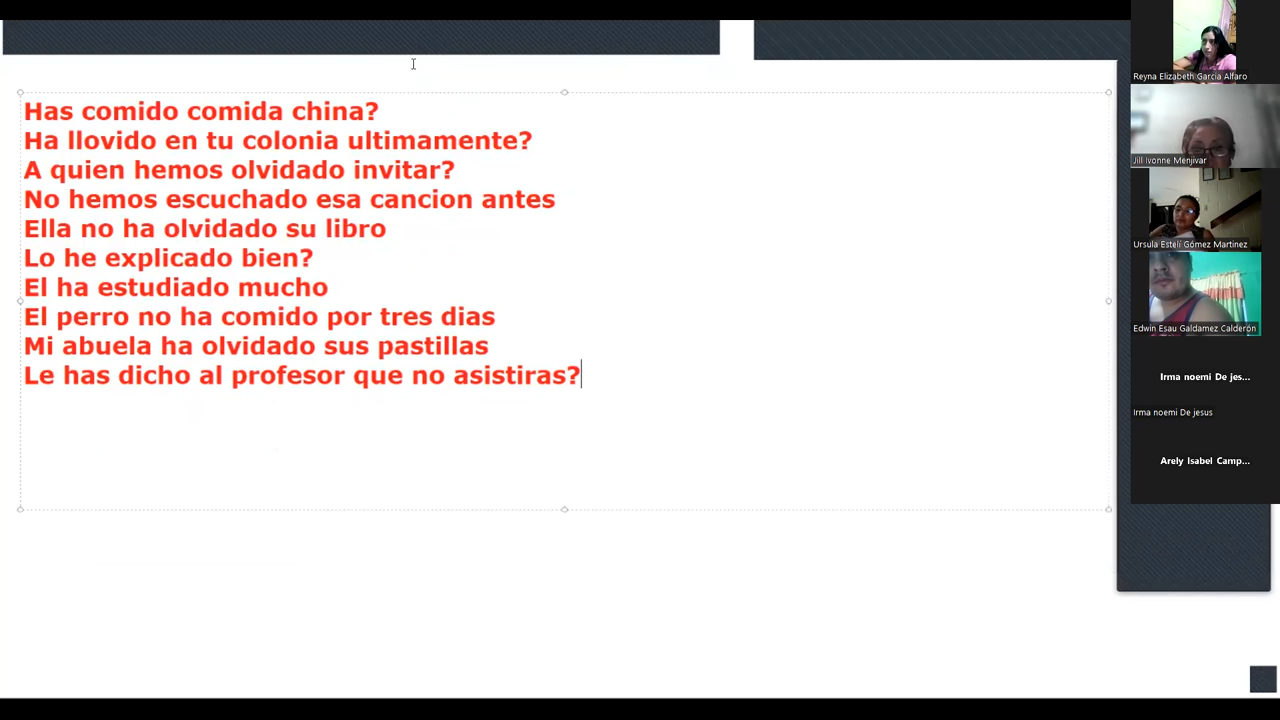 Has comido comida china?
Ha llovido en tu colonia ultimamente?
A quien hemos olvidado invitar?
No hemos escuchado esa cancion antes
Ella no ha olvidado su libro
Lo he explicado bien?
El ha estudiado mucho
El perro no ha comido por tres dias
Mi abuela ha olvidado sus pastillas
Le has dicho al profesor que no asistiras?
Reyna Elizabeth Garcia Alfaro
Jill Ivonne Menjivar
Ursula Estelí Gómez Martinez
Edwin Esau Galdamez Calderón
Irma noemi De jes...
Irma noemi De jesus
Arely Isabel Camp...